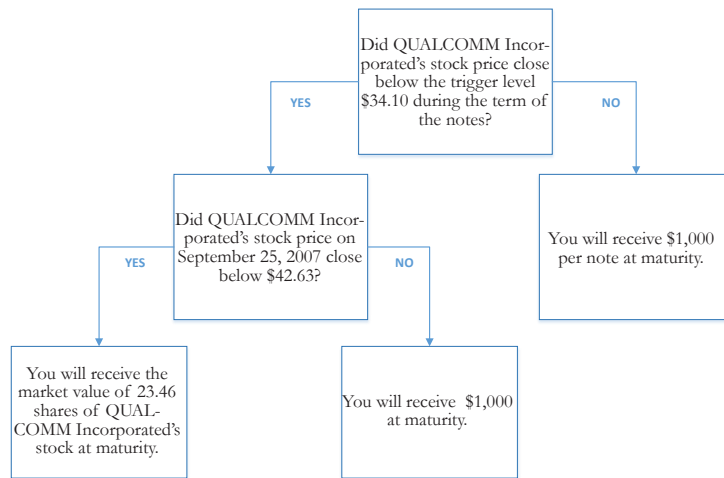 Did QUALCOMM Incor-
porated's stock price close
below the trigger level
$34.10 during the term of
the notes?
YES
NO
Did QUALCOMM Incor-
porated's stock price on
September 25, 2007 close
below $42.63?
You will receive $1,000
per note at maturity.
YES
NO
You will receive the
market value of 23.46
shares of QUAL-
COMM Incorporated's
stock at maturity.
You will receive $1,000
at maturity.